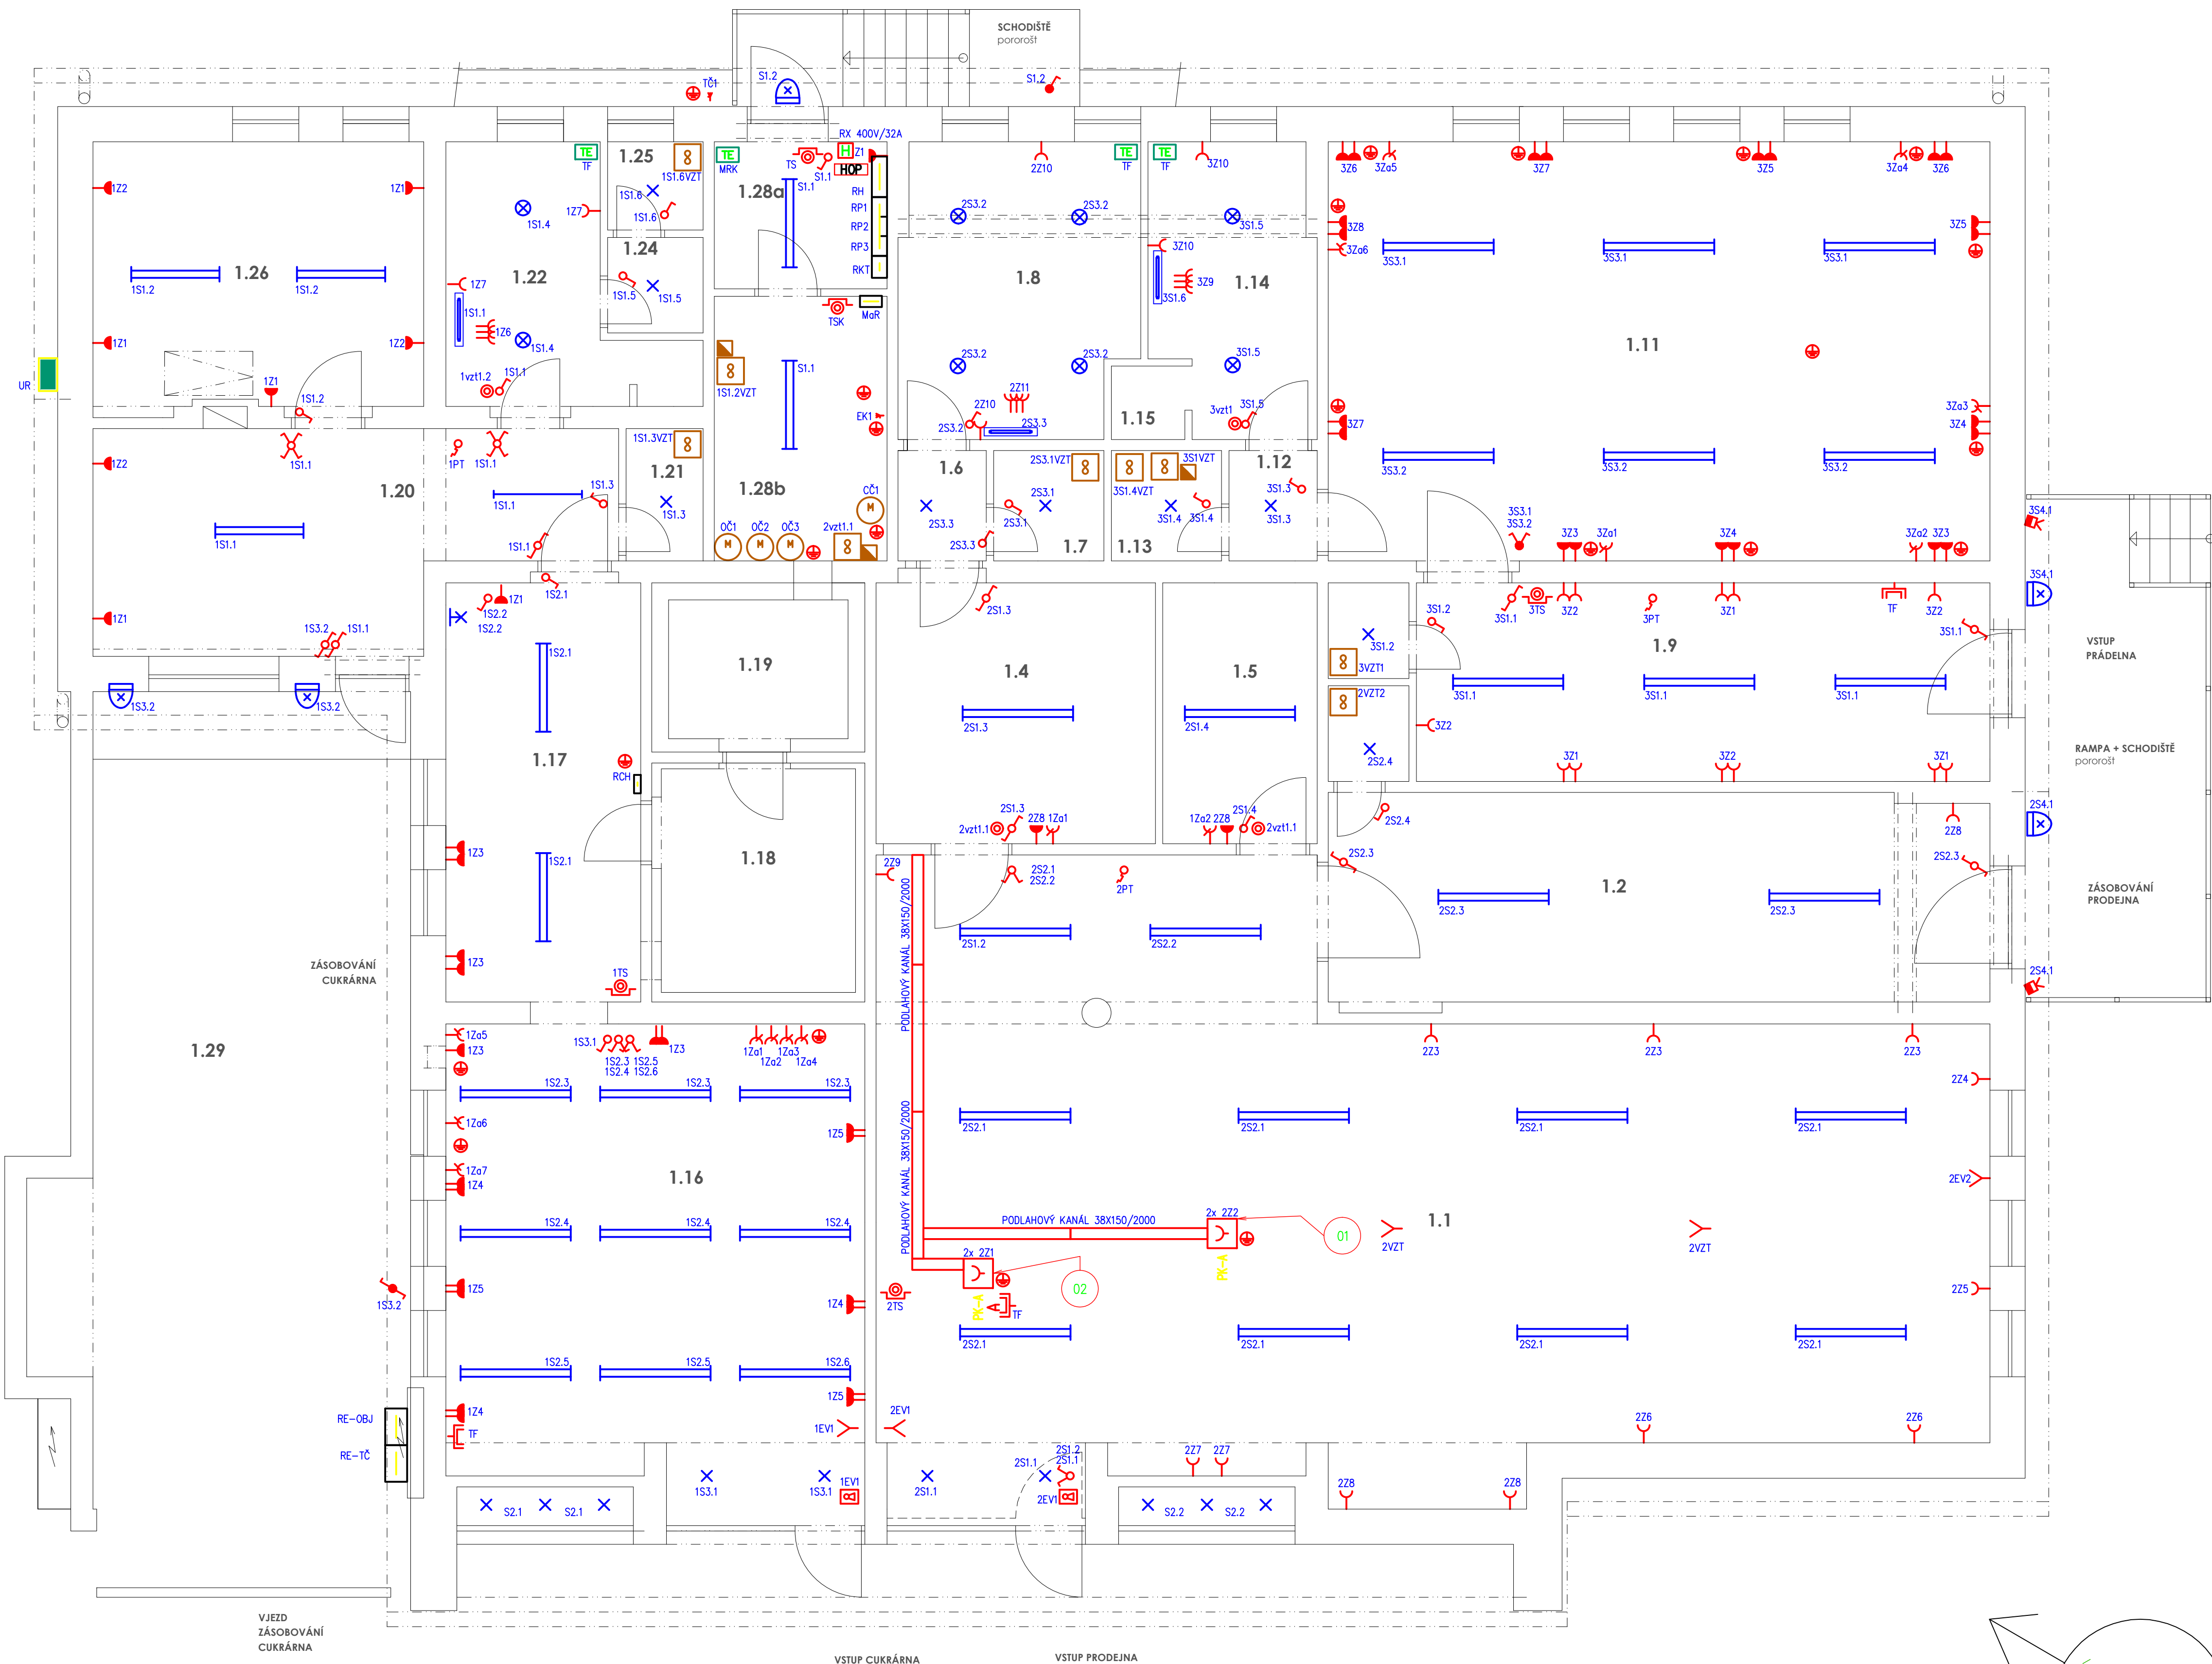 SCHODIŠTĚ
pororošt
S1.2
TČ1
S1.2
RX 400V/32A
TE
TF
1.25
1S1.6VZT
TE
MRK
TS
S1.1
H
Z1
HOP
2Z10
TE
TF
TE
TF
3Z10
3Z6
3Za5
3Z7
3Z5
3Za4
3Z6
1Z2
1Z1
1Z7
1S1.6
1S1.6
1.28a
S1.1
RH
RP1
RP2
RP3
RKT
2S3.2
2S3.2
3S1.5
3Z8
3Za6
3Z5
1S1.4
1.24
3Z10
3S3.1
3S3.1
3S3.1
1.26
1S1.2
1S1.2
1.22
1Z7
1S1.1
1Z6
1S1.5
1S1.5
1.8
3Z9
3S1.6
1.14
TSK
MaR
1Z1
1Z2
1S1.4
UR
1Z1
1S1.2
1vzt1.2
1S1.1
1S1.2VZT
S1.1
2S3.2
2S3.2
3S1.5
1.11
EK1
2Z11
2Z10
2S3.2
2S3.3
1.15
3vzt1
3S1.5
3Z7
3Za3
3Z4
1S1.1
1PT
1S1.1
1S1.3VZT
1.21
1Z2
1.20
1S1.3
1S1.1
1S1.3
1.28b
CČ1
1.6
2S3.1VZT
2S3.1
3S1.4VZT
3S1VZT
1.12
3S1.3
3S3.2
3S3.2
3S3.2
1S1.1
1S1.1
OČ1
OČ2
OČ3
2vzt1.1
2S3.3
2S3.1
2S3.3
1.7
1.13
3S1.4
3S1.4
3S1.3
3S3.1
3S3.2
3Z3
3Za1
3Z4
3Za2
3Z3
3S4.1
1S2.1
3S4.1
1Z1
1Z1
1S2.2
1S2.2
1S3.2
1S1.1
2S1.3
3S1.2
3S1.1
3TS
3Z2
3PT
3Z1
TF
3Z2
3S1.1
1S2.1
1.19
1.4
1.5
3S1.2
3VZT1
1.9
VSTUP
PRÁDELNA
1S3.2
1S3.2
2S1.3
2S1.4
2VZT2
3S1.1
3S1.1
3S1.1
3Z2
1.17
RCH
2S2.4
3Z1
3Z2
3Z1
RAMPA + SCHODIŠTĚ
pororošt
1Z3
1S2.1
1.18
2vzt1.1
2S1.3
2Z8
1Za1
1Za2
2Z8
2S1.4
2vzt1.1
2S2.4
2Z8
2S4.1
2Z9
2S2.1
2S2.2
2PT
2S2.3
2S2.3
1.2
ZÁSOBOVÁNÍ
PRODEJNA
PODLAHOVÝ KANÁL 38X150/2000
2S1.2
2S2.2
2S2.3
2S2.3
ZÁSOBOVÁNÍ
CUKRÁRNA
1Z3
1TS
2S4.1
1.29
1Za5
1Z3
1S3.1
1S2.3
1S2.4
1S2.5
1S2.6
1Z3
1Za1
1Za2
1Za3
1Za4
2Z3
2Z3
2Z3
1S2.3
1S2.3
1S2.3
2Z4
1Za6
1Z5
PODLAHOVÝ KANÁL 38X150/2000
2S2.1
2S2.1
2S2.1
2S2.1
1Za7
1Z4
1.16
2EV2
1S2.4
1S2.4
1S2.4
PODLAHOVÝ KANÁL 38X150/2000
2x 2Z2
01
2VZT
1.1
2VZT
2x 2Z1
PK-A
02
1S3.2
1Z5
1Z4
2TS
PK-A
TF
2Z5
1S2.5
1S2.5
1S2.6
2S2.1
2S2.1
2S2.1
2S2.1
RE-OBJ
RE-TČ
1Z4
TF
1Z5
1EV1
2EV1
2Z6
2Z6
1S3.1
1S3.1
1EV1
2S1.1
2S1.1
2S1.2
2S1.1
2EV1
2Z7
2Z7
2Z8
2Z8
S2.1
S2.1
S2.2
S2.2
VJEZD
ZÁSOBOVÁNÍ
CUKRÁRNA
VSTUP CUKRÁRNA
VSTUP PRODEJNA